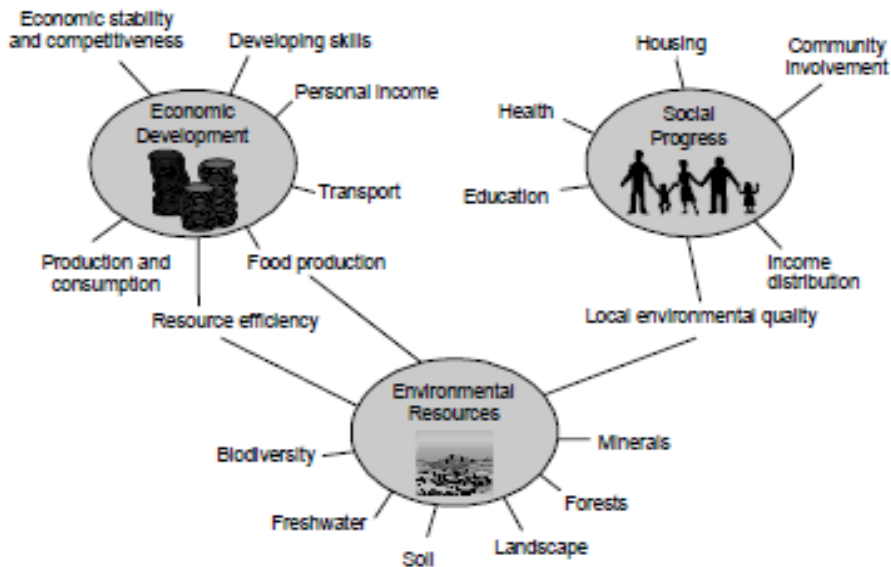 Economic stability
and competitiveness
Developing skills
Personal income
Economic
Development
Transport
Production and
consumption
Food production
Resource efficiency
Housing
Community
Involvement
Health
Social
Progress
Education
Income
distribution
Local environmental quality
Environmental
Resources
Biodiversity
Minerals
Freshwater
Forests
Soil
Landscape